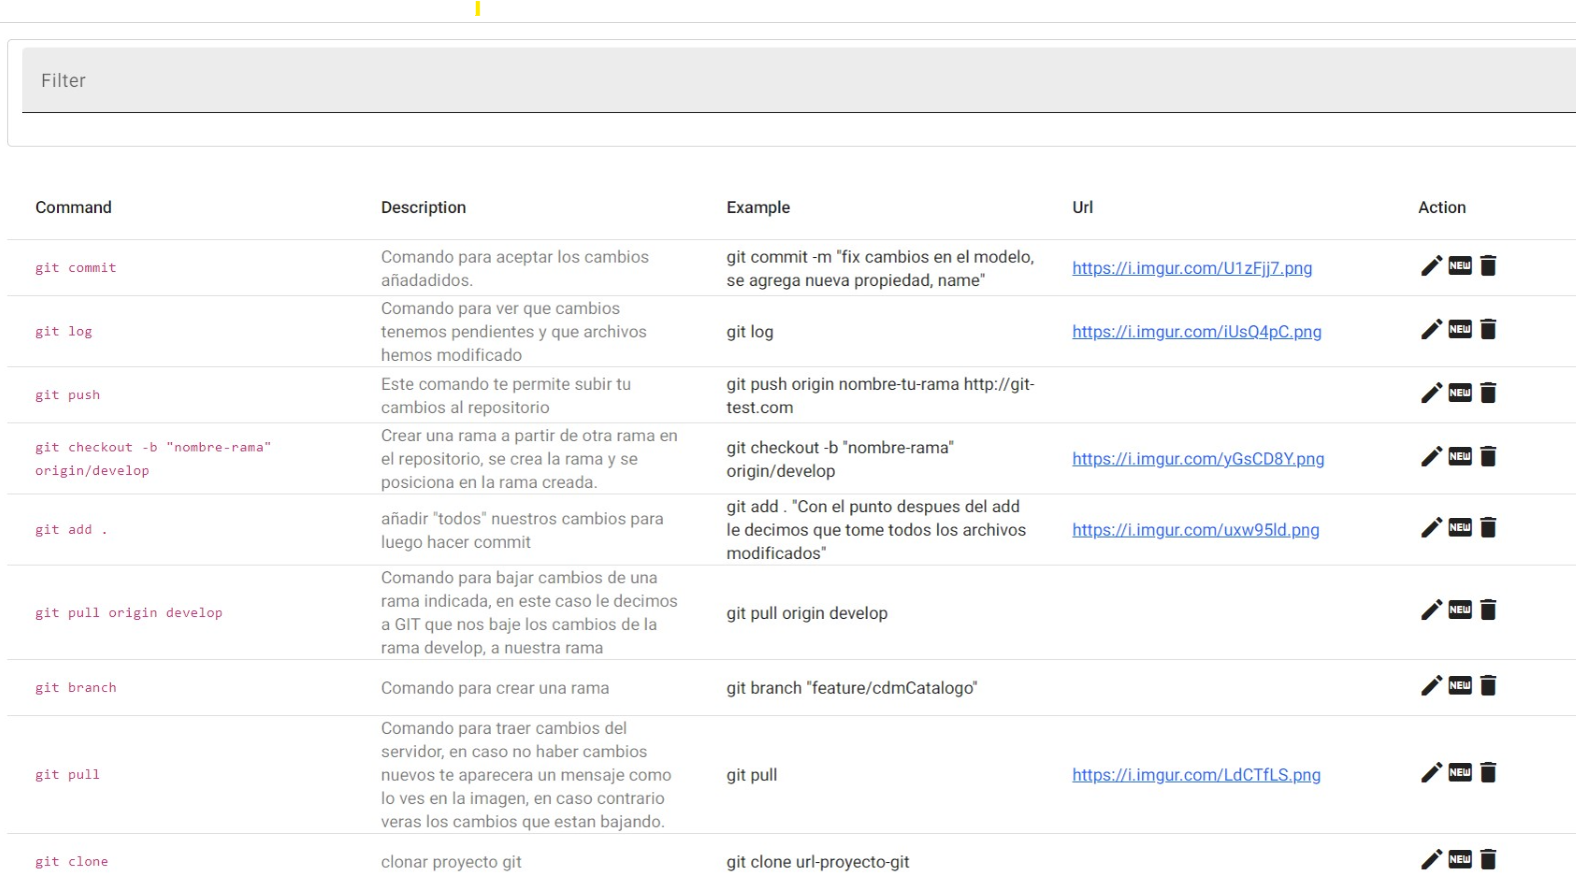 Filter
Command Description Example Url Action
git commit
Comando para aceptar los cambios
añadadidos.
git commit -m "fix cambios en el modelo,
se agrega nueva propiedad, name"
https://i.imgur.com/U1zFjj7.png
NEW
git log
Comando para ver que cambios
tenemos pendientes y que archivos
hemos modificado
git log
https://i.imgur.com/iUsQ4pC.png
NEW
git push
Este comando te permite subir tu
cambios al repositorio
git push origin nombre-tu-rama http://git-
test.com
NEW
git checkout -b "nombre-rama"
origin/develop
Crear una rama a partir de otra rama en
el repositorio, se crea la rama y se
posiciona en la rama creada.
git checkout -b "nombre-rama"
origin/develop
https://i.imgur.com/yGsCD8Y.png
NEW
git add .
añadir "todos" nuestros cambios para
luego hacer commit
git add . "Con el punto despues del add
le decimos que tome todos los archivos
modificados"
https://i.imgur.com/uxw95ld.png
NEW
git pull origin develop
Comando para bajar cambios de una
rama indicada, en este caso le decimos
a GIT que nos baje los cambios de la
rama develop, a nuestra rama
git pull origin develop
NEW
git branch
Comando para crear una rama
git branch "feature/cdmCatalogo"
NEW
git pull
Comando para traer cambios del
servidor, en caso no haber cambios
nuevos te aparecera un mensaje como
lo ves en la imagen, en caso contrario
veras los cambios que estan bajando.
git pull
https://i.imgur.com/LdCTfLS.png
NEW
git clone
clonar proyecto git
git clone url-proyecto-git
NEW